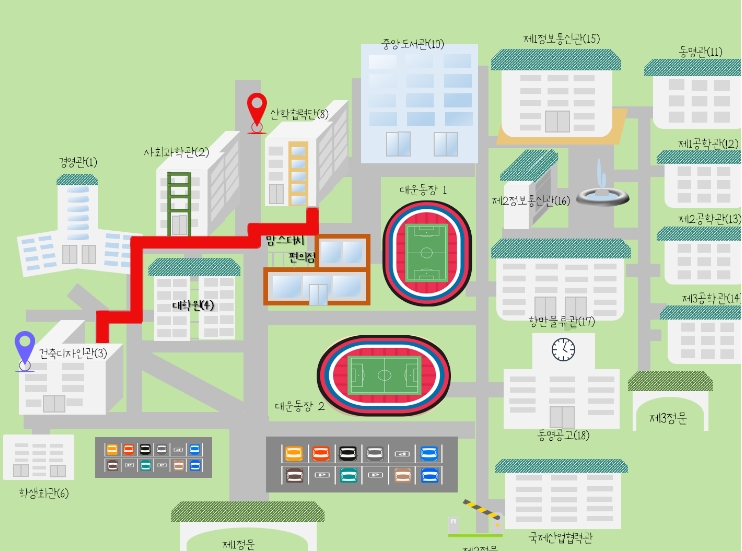 중앙도서관(10)
제1정보통신관(15)
동명관(11)
산학협력단(8)
제1공학관(12)
사회과학관(2)
경영관(1)
대운동장 1
제2정보통신관(16)
제2공학관(13)
맘스터치
편의점
대학원(4)
제3공학관(14)
항만물류관(17)
건축디자인관(3)
대운동장 2
제3정문
동명공고(18)
학생회관(6)
국제산업협력관
제1정문
제2정문